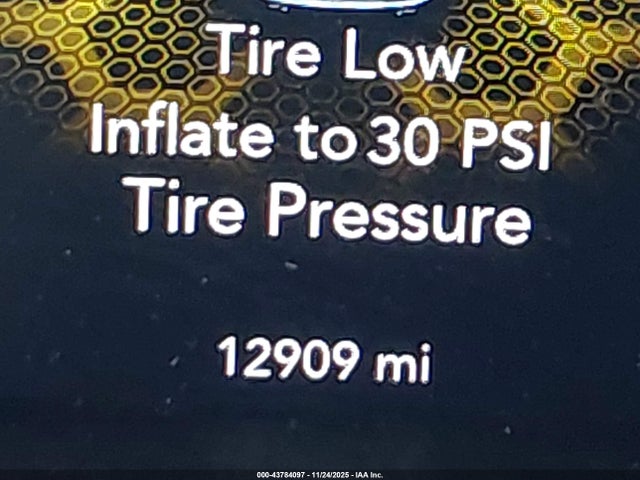 Tire Low
Inflate to 30 PSI
Tire Pressure
12909 mi
000-43784097 - 11/24/2025 - IAA Inc.